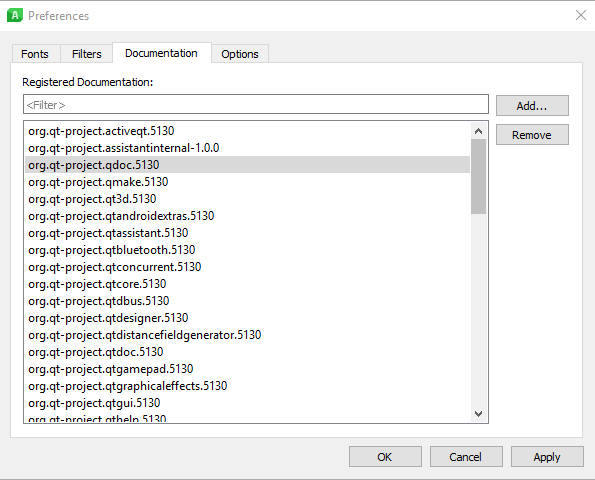 A Preferences
Fonts Filters Documentation Options
Registered Documentation:
<Filter>
Add...
Remove
org.qt-project.activeqt.5130
org.qt-project.assistantinternal-1.0.0
org.qt-project.qdoc.5130
org.qt-project.qmake.5130
org.qt-project.qt3d.5130
org.qt-project.qtandroidextras.5130
org.qt-project.qtassistant.5130
org.qt-project.qtbluetooth.5130
org.qt-project.qtconcurrent.5130
org.qt-project.qtcore.5130
org.qt-project.qtdbus.5130
org.qt-project.qtdesigner.5130
org.qt-project.qtdistancefieldgenerator.5130
org.qt-project.qtdoc.5130
org.qt-project.qtgamepad.5130
org.qt-project.qtgraphicaleffects.5130
org.qt-project.qtgui.5130
org.qt-project.qthelp.5130
OK Cancel Apply